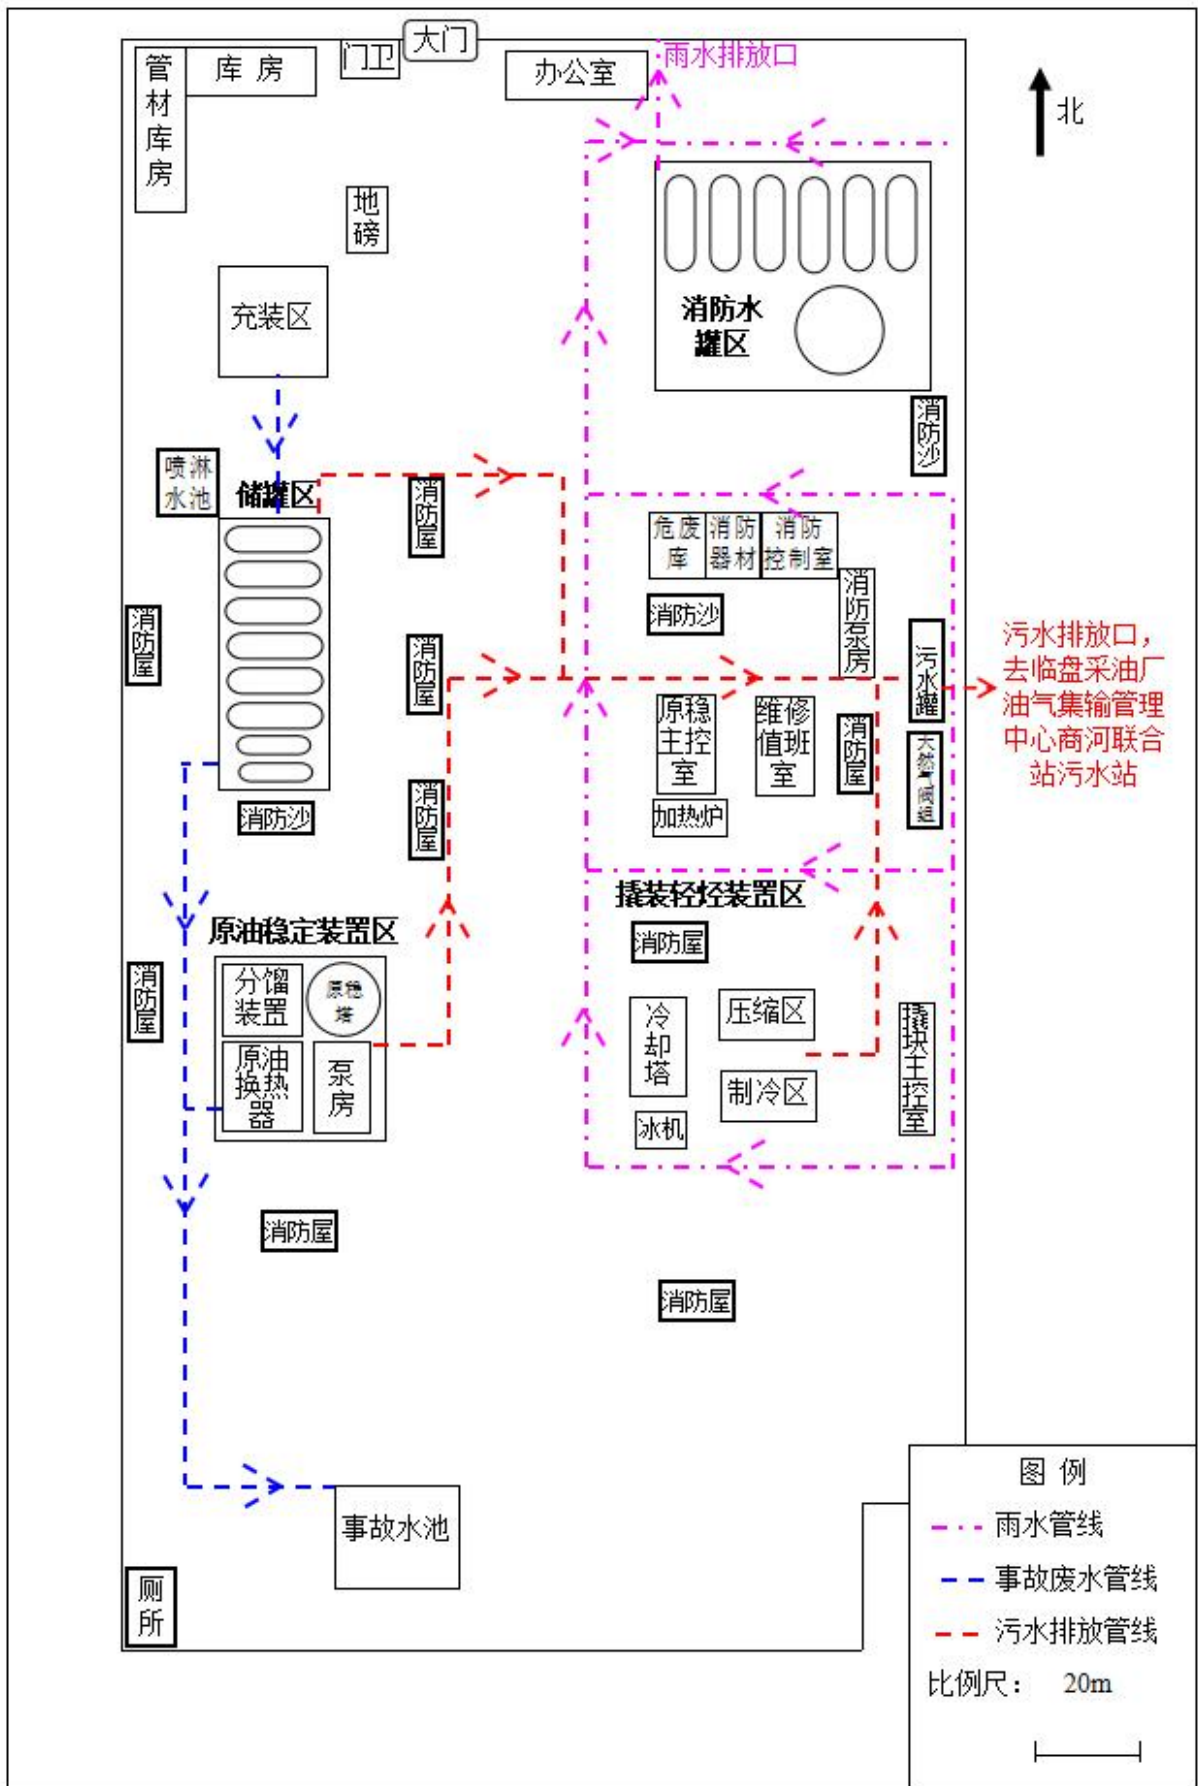 大门
管
材
库
房
库 房
门卫
办公室
雨水排放口
北
地
磅
充装区
消防水
罐区
消
防
沙
喷淋
水池
储罐区
消
防
屋
危废
库
消防
器材
消防
控制室
消
防
泵
房
消防沙
消
防
屋
消
防
屋
污
水
罐
污水排放口，
去临盘采油厂
油气集输管理
中心商河联合
站污水站
原稳
主控
室
维修
值班
室
消
防
屋
天
然
气
阀
组
加热炉
消防沙
消
防
屋
撬装轻烃装置区
原油稳定装置区
消防屋
消
防
屋
分馏
装置
原稳
塔
原油
换热
器
泵
房
冷
却
塔
压缩区
制冷区
冰机
撬
块
主
控
室
消防屋
消防屋
事故水池
厕
所
图 例
雨水管线
事故废水管线
污水排放管线
比例尺： 20m